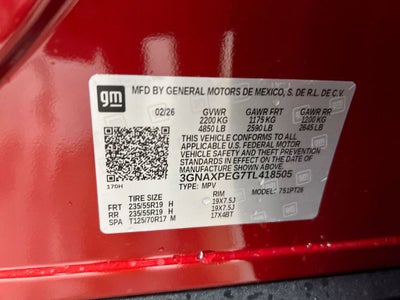 gm
MFD BY GENERAL MOTORS DE MEXICO, S. DE R.L. DE C.V.
02/26 GVWR GAWR FRT GAWR RR
2200 KG 1175 KG 1200 KG
4850 LB 2590 LB 2645 LB
THIS VEHICLE CONFORMS TO ALL
APPLICABLE U.S. FEDERAL MOTOR
VEHICLE SAFETY AND THEFT PREVENTION
STANDARDS IN EFFECT ON THE DATE OF
MANUFACTURE SHOWN ABOVE.
3GNAXPEG7TL418505
170H TYPE: MPV MODEL: 7S1PT26
TIRE SIZE RIM
FRT 235/55R19 H 19X7.5J
RR 235/55R19 H 19X7.5J
SPA T125/70R17 M 17X4BT